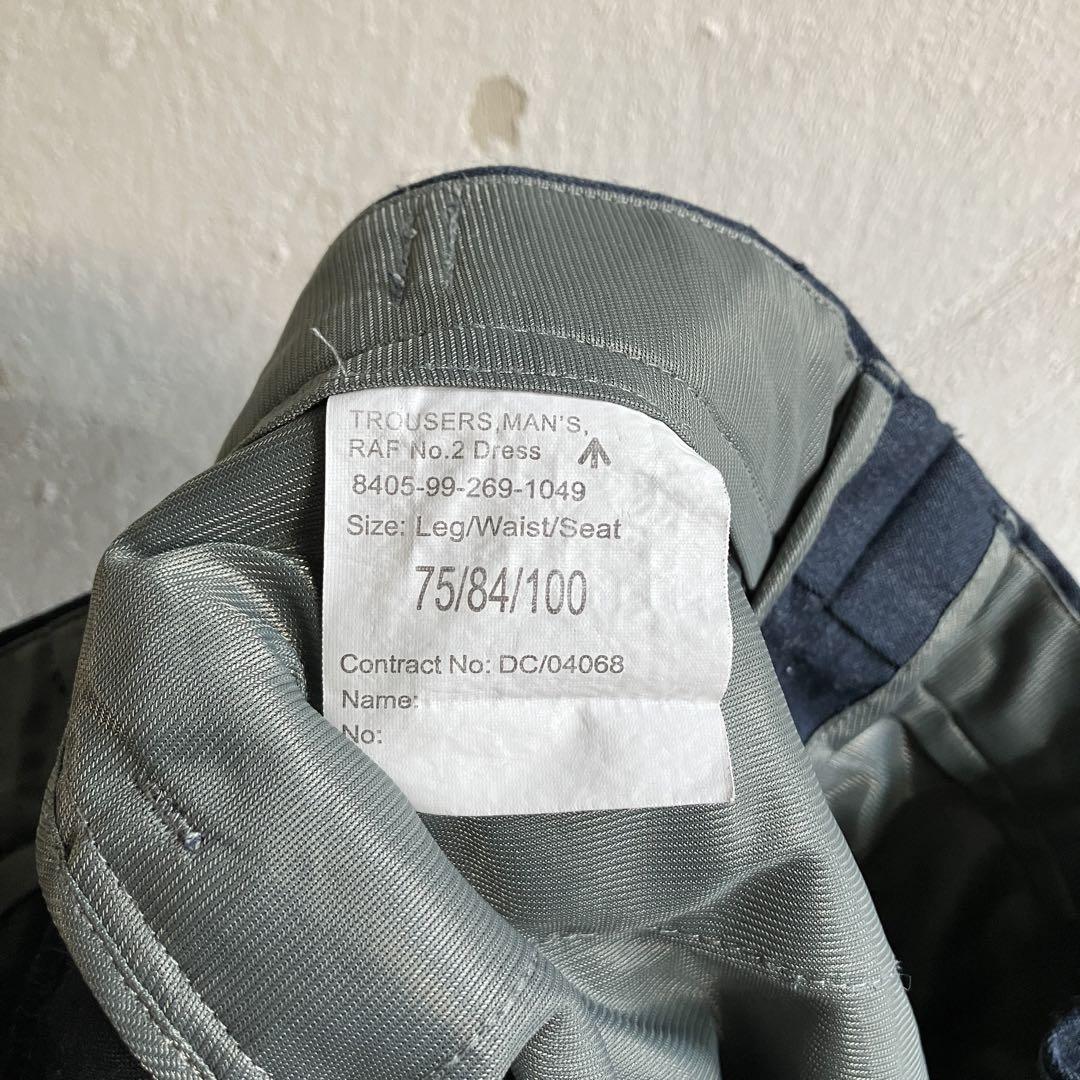 TROUSERS,MAN'S,
RAF No.2 Dress
8405-99-269-1049
Size: Leg/Waist/Seat
75/84/100
Contract No: DC/04068
Name:
No: